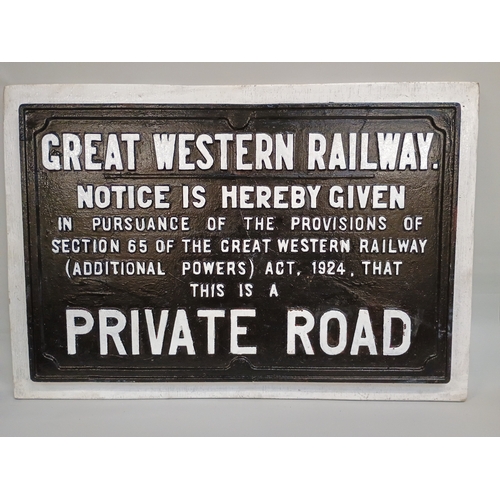 GREAT WESTERN RAILWAY.
NOTICE IS HEREBY GIVEN
IN PURSUANCE OF THE PROVISIONS OF
SECTION 65 OF THE GREAT WESTERN RAILWAY
(ADDITIONAL POWERS) ACT, 1924, THAT
THIS IS A
PRIVATE ROAD